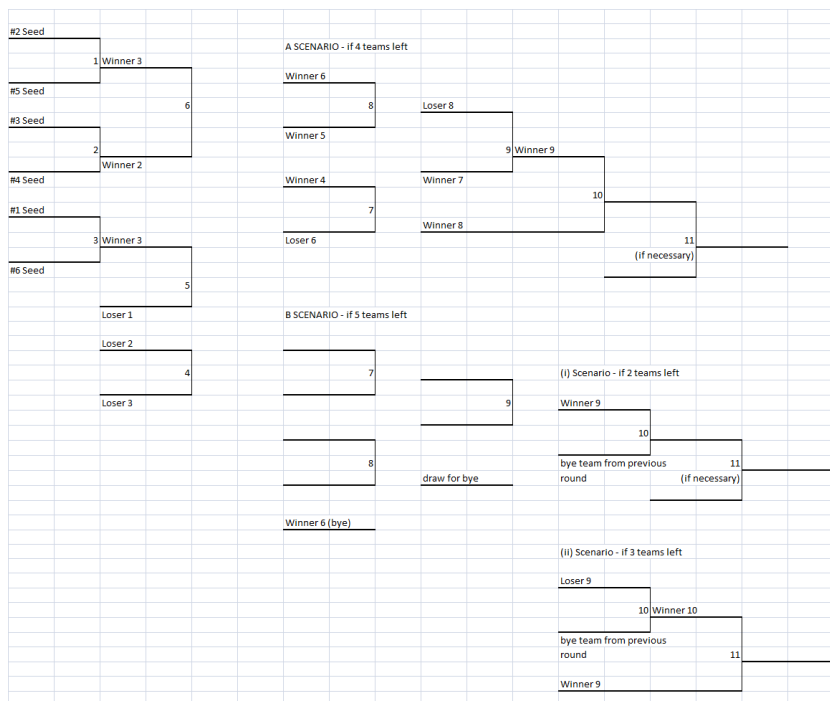 #2 Seed
A SCENARIO - if 4 teams left
1 Winner 3
Winner 6
#5 Seed
6
8
Loser 8
#3 Seed
Winner 5
2
9 Winner 9
Winner 2
#4 Seed
Winner 4
Winner 7
10
#1 Seed
7
Winner 8
3 Winner 3
Loser 6
11
(if necessary)
#6 Seed
5
Loser 1
B SCENARIO - if 5 teams left
Loser 2
4
7
(i) Scenario - if 2 teams left
Loser 3
9
Winner 9
10
8
bye team from previous
round
11
(if necessary)
draw for bye
Winner 6 (bye)
(ii) Scenario - if 3 teams left
Loser 9
10 Winner 10
bye team from previous
round
11
Winner 9